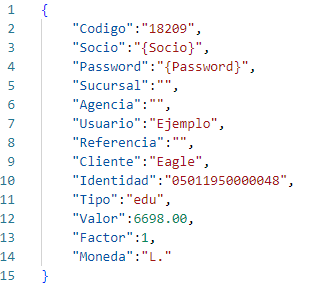 1 {
2 "Codigo":"18209",
3 "Socio":"{Socio}",
4 "Password":"{Password}",
5 "Sucursal":"",
6 "Agencia":"",
7 "Usuario":"Ejemplo",
8 "Referencia":"",
9 "Cliente":"Eagle",
10 "Identidad":"05011950000048",
11 "Tipo":"edu",
12 "Valor":6698.00,
13 "Factor":1,
14 "Moneda":"L."
15 }